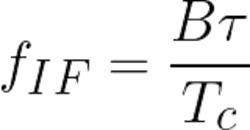 f_{IF} = \frac{B\tau}{T_c}